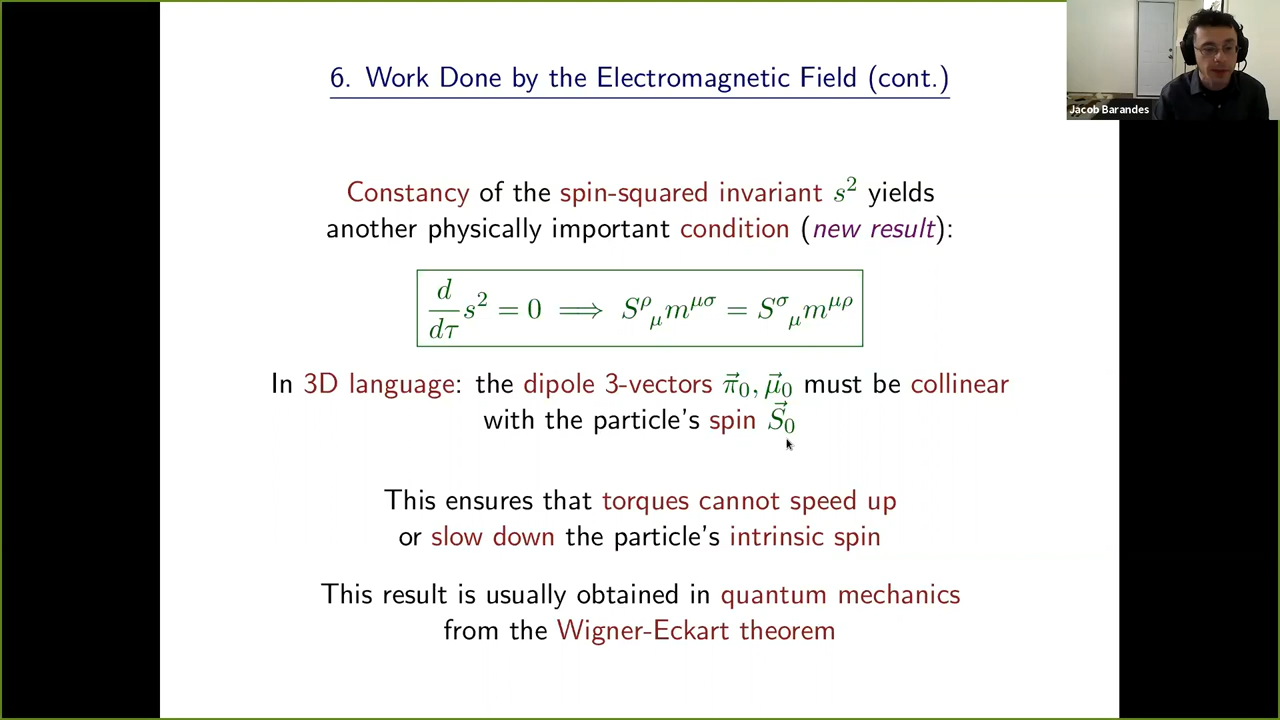 6. Work Done by the Electromagnetic Field (cont.)
Jacob Barandes
Constancy of the spin-squared invariant s² yields
another physically important condition (new result):
d/dτ s² = 0 ⟹ S^ρ_μ m^{μσ} = S^σ_μ m^{μρ}
In 3D language: the dipole 3-vectors π⃗₀, μ⃗₀ must be collinear
with the particle's spin S⃗₀
This ensures that torques cannot speed up
or slow down the particle's intrinsic spin
This result is usually obtained in quantum mechanics
from the Wigner-Eckart theorem